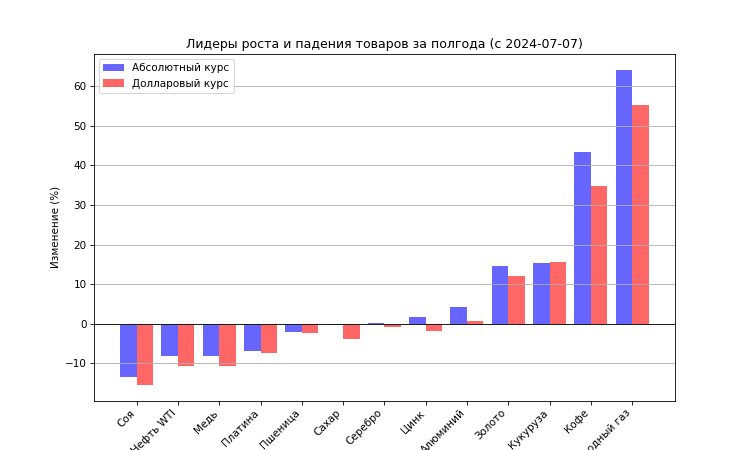 Лидеры роста и падения товаров за полгода (с 2024-07-07)
Абсолютный курс
Долларовый курс
Изменение (%)
60
50
40
30
20
10
0
−10
Соя
Нефть WTI
Медь
Платина
Пшеница
Сахар
Серебро
Цинк
Алюминий
Золото
Кукуруза
Кофе
газ